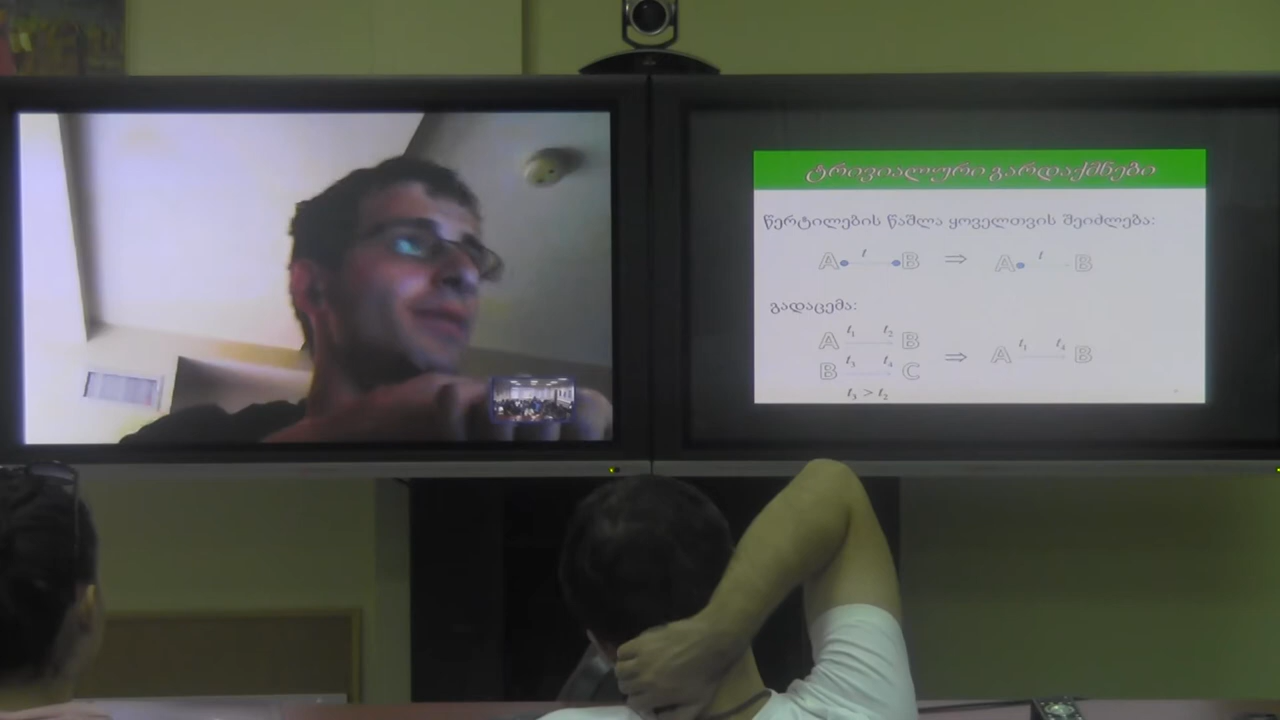 ტრივიალური გარდაქმნები
წერტილების წაშლა ყოველთვის შეიძლება:
A t B ⇒ A t B
გადაცემა:
A t₁ t₂ B
B t₃ t₄ C ⇒ A t₁ t₄ B
t₃ > t₂